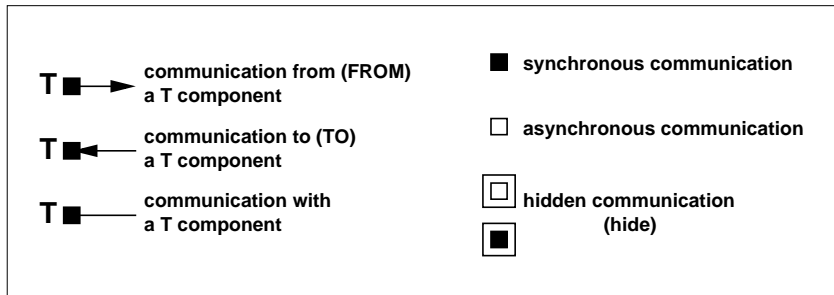 T
communication from (FROM)
a T component
T
communication to (TO)
a T component
T
communication with
a T component
synchronous communication
asynchronous communication
hidden communication
(hide)